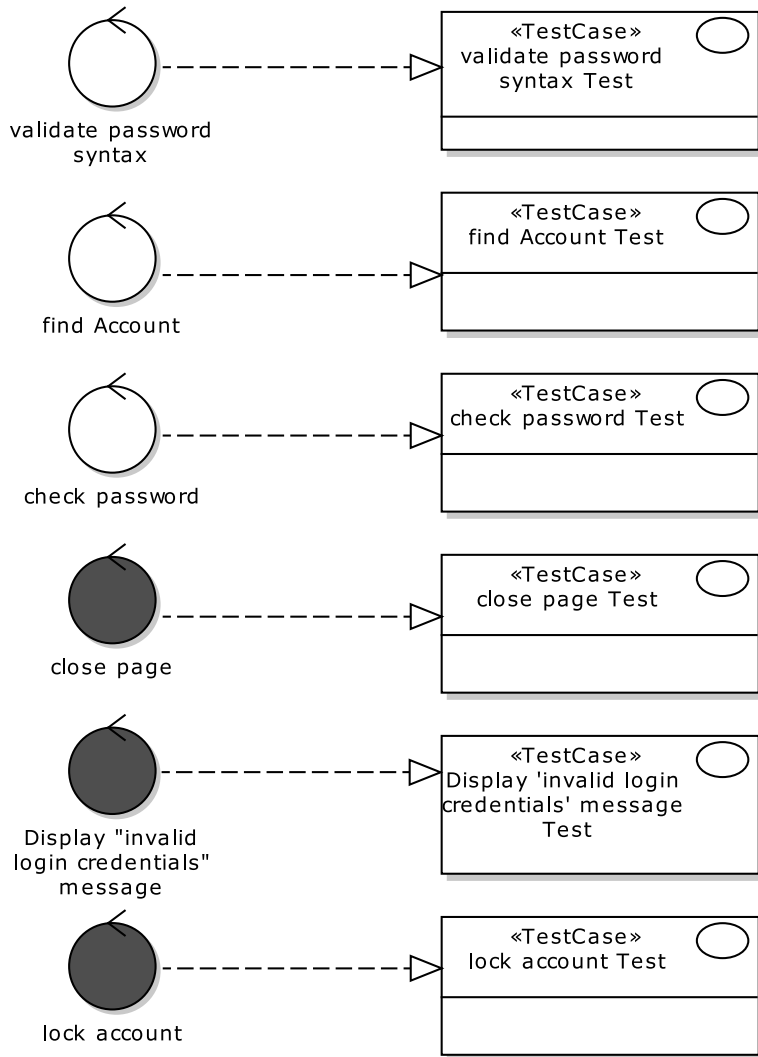 «TestCase»
validate password
syntax Test
validate password
syntax
«TestCase»
find Account Test
find Account
«TestCase»
check password Test
check password
«TestCase»
close page Test
close page
«TestCase»
Display 'invalid login
credentials' message
Test
Display "invalid
login credentials"
message
«TestCase»
lock account Test
lock account